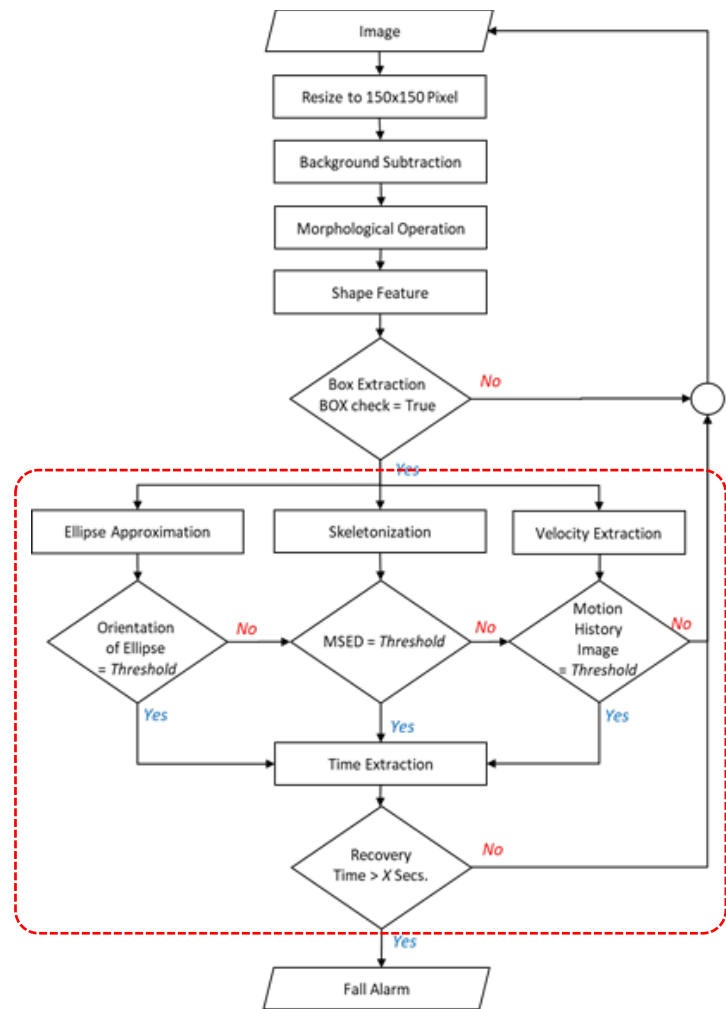 Image
Resize to 150x150 Pixel
Background Subtraction
Morphological Operation
Shape Feature
Box Extraction
BOX check = True
No
Yes
Ellipse Approximation
Skeletonization
Velocity Extraction
Orientation
of Ellipse
= Threshold
No
MSED = Threshold
No
Motion
History
Image
= Threshold
No
Yes
Yes
Yes
Time Extraction
Recovery
Time > X Secs.
No
Yes
Fall Alarm